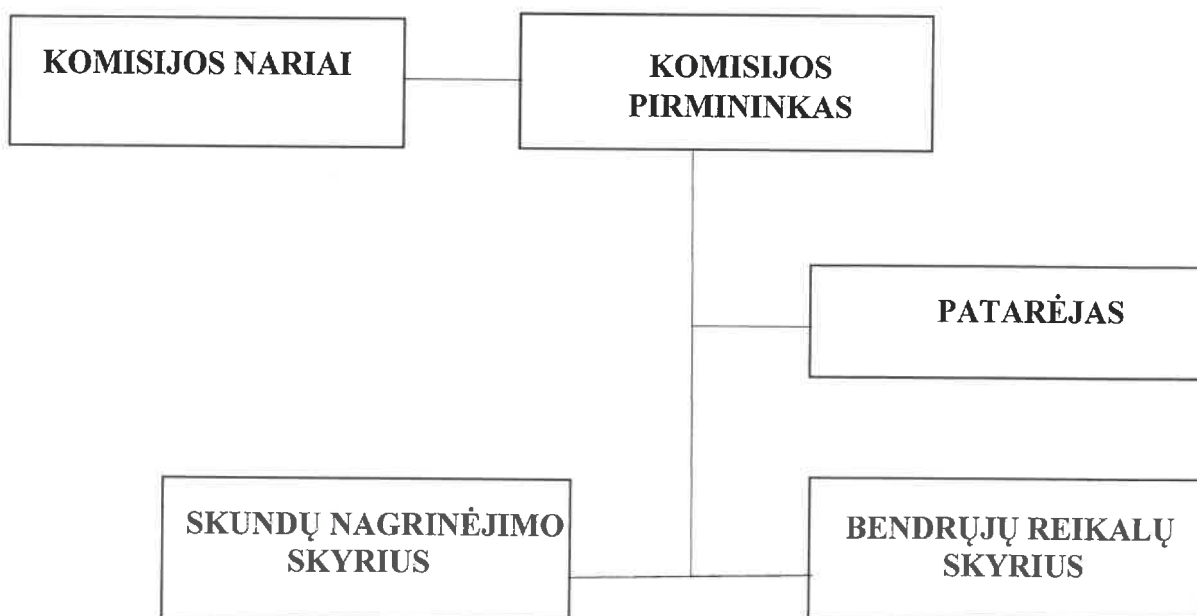 KOMISIJOS NARIAI
KOMISIJOS
PIRMININKAS
PATARĖJAS
SKUNDŲ NAGRINĖJIMO
SKYRIUS
BENDRŲJŲ REIKALŲ
SKYRIUS